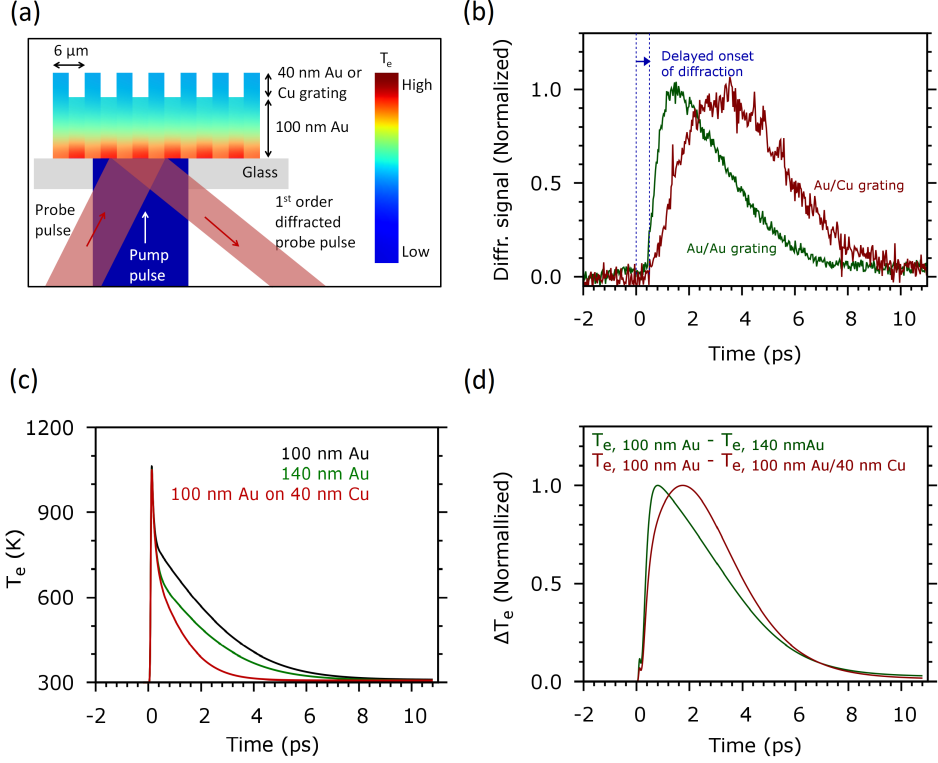 (a)
6 μm
40 nm Au or
Cu grating
100 nm Au
Glass
Probe
pulse
Pump
pulse
1st order
diffracted
probe pulse
Te
High
Low
(b)
Diffr. signal (Normalized)
1.0
0.5
0.0
Delayed onset
of diffraction
Au/Cu grating
Au/Au grating
-2 0 2 4 6 8 10
Time (ps)
(c)
Te (K)
1200
900
600
300
100 nm Au
140 nm Au
100 nm Au on 40 nm Cu
-2 0 2 4 6 8 10
Time (ps)
(d)
ΔTe (Normallized)
1.0
0.5
0.0
Te, 100 nm Au - Te, 140 nmAu
Te, 100 nm Au - Te, 100 nm Au/40 nm Cu
-2 0 2 4 6 8 10
Time (ps)